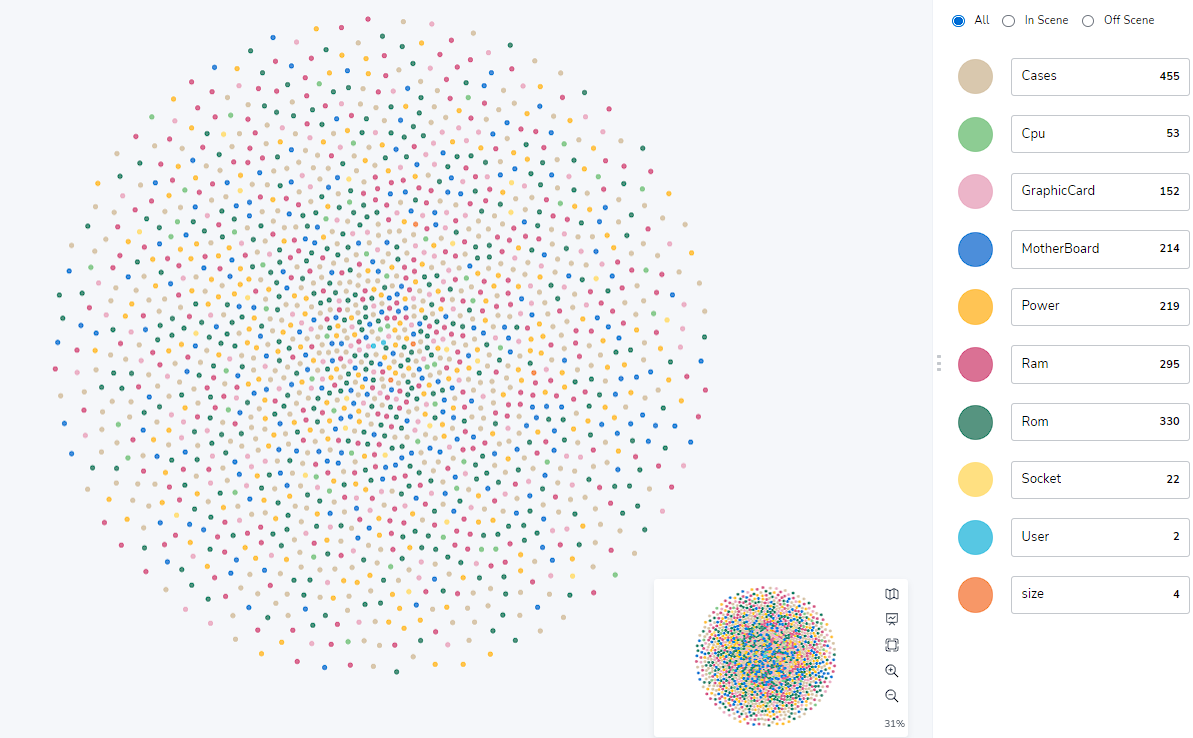 All In Scene Off Scene
Cases 455
Cpu 53
GraphicCard 152
MotherBoard 214
Power 219
Ram 295
Rom 330
Socket 22
User 2
size 4
31%